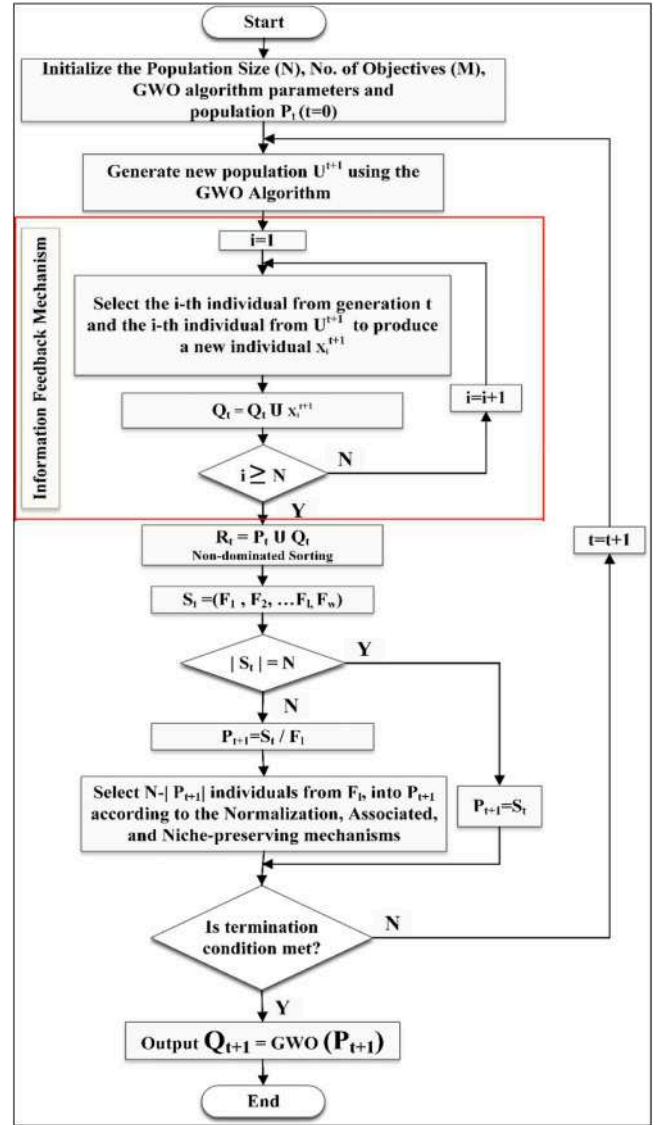 Start
Initialize the Population Size (N), No. of Objectives (M),
GWO algorithm parameters and
population Pₜ (t=0)
Generate new population Uᵗ⁺¹ using the
GWO Algorithm
Information Feedback Mechanism
i=1
Select the i-th individual from generation t
and the i-th individual from Uᵗ⁺¹ to produce
a new individual xᵢᵗ⁺¹
i=i+1
Qₜ = Qₜ U xᵢᵗ⁺¹
i ≥ N
N
Y
Rₜ = Pₜ U Qₜ
Non-dominated Sorting
t=t+1
Sₜ =(F₁ , F₂, …Fₗ, F_w)
| Sₜ | = N
Y
N
Pₜ₊₁=Sₜ / Fₗ
Select N-| Pₜ₊₁| individuals from Fₗ, into Pₜ₊₁
according to the Normalization, Associated,
and Niche-preserving mechanisms
Pₜ₊₁=Sₜ
Is termination
condition met?
N
Y
Output Qₜ₊₁ = GWO (Pₜ₊₁)
End